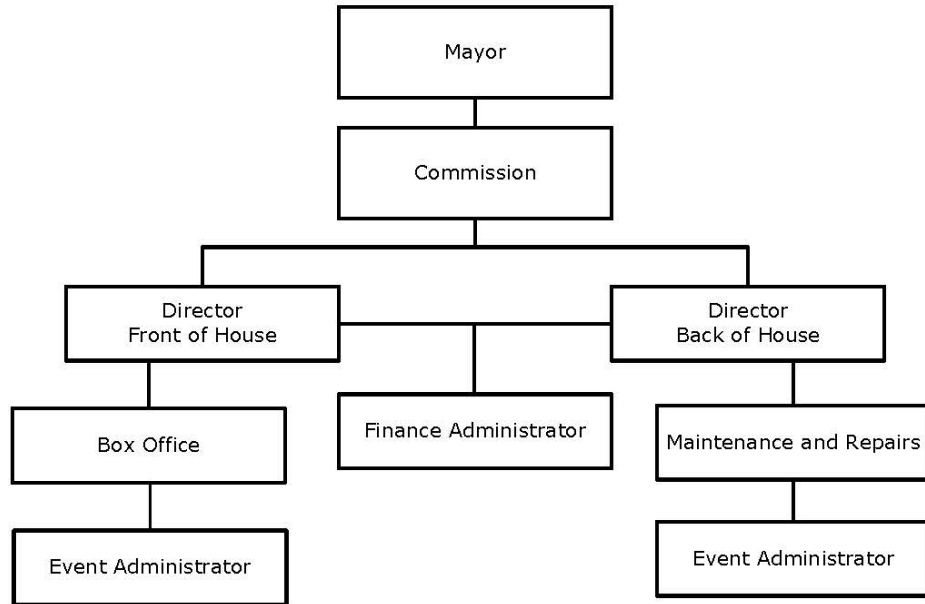 Mayor
Commission
Director
Front of House
Director
Back of House
Finance Administrator
Box Office
Maintenance and Repairs
Event Administrator
Event Administrator